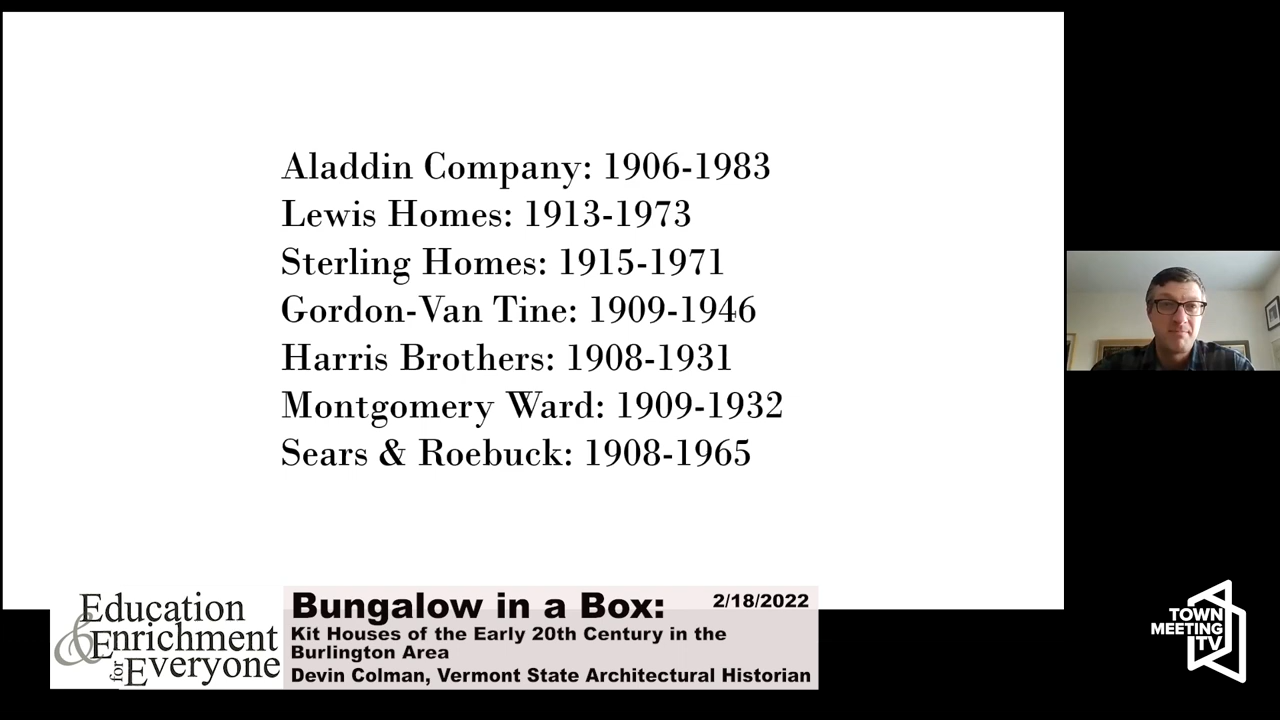 Aladdin Company: 1906-1983
Lewis Homes: 1913-1973
Sterling Homes: 1915-1971
Gordon-Van Tine: 1909-1946
Harris Brothers: 1908-1931
Montgomery Ward: 1909-1932
Sears & Roebuck: 1908-1965
Education
& Enrichment
for Everyone
Bungalow in a Box: 2/18/2022
Kit Houses of the Early 20th Century in the
Burlington Area
Devin Colman, Vermont State Architectural Historian
TOWN
MEETING
TV